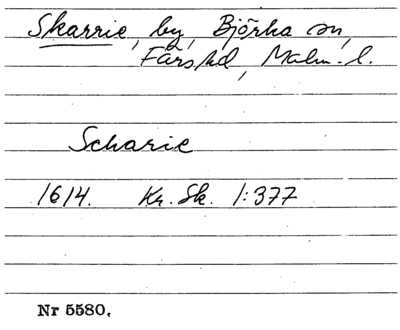 Skarrie, by, Björka sn,
Färs hd, Malm. l.
Scharie
1614. Kr. Sk. 1:377
Nr 5580.